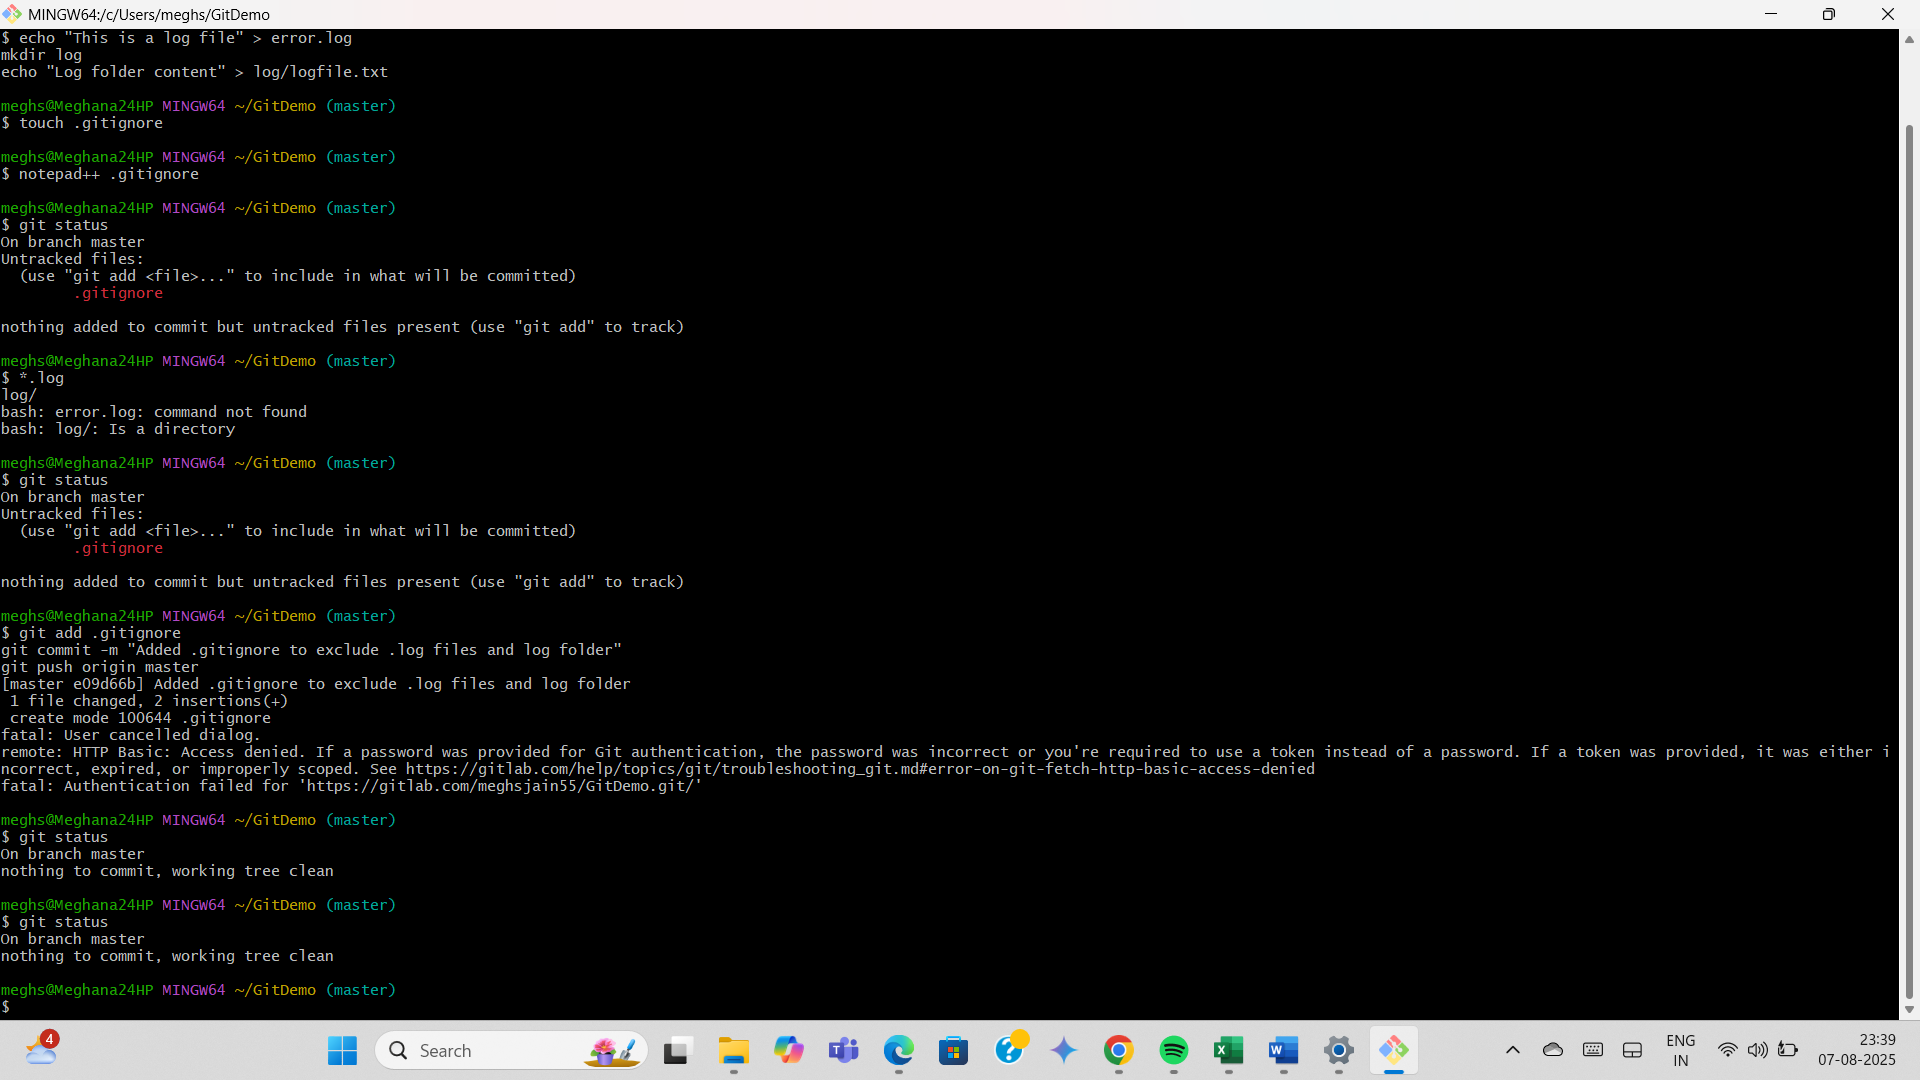 MINGW64:/c/Users/meghs/GitDemo
$ echo "This is a log file" > error.log
mkdir log
echo "Log folder content" > log/logfile.txt
meghs@Meghana24HP MINGW64 ~/GitDemo (master)
$ touch .gitignore
meghs@Meghana24HP MINGW64 ~/GitDemo (master)
$ notepad++ .gitignore
meghs@Meghana24HP MINGW64 ~/GitDemo (master)
$ git status
On branch master
Untracked files:
  (use "git add <file>..." to include in what will be committed)
        .gitignore
nothing added to commit but untracked files present (use "git add" to track)
meghs@Meghana24HP MINGW64 ~/GitDemo (master)
$ *.log
log/
bash: error.log: command not found
bash: log/: Is a directory
meghs@Meghana24HP MINGW64 ~/GitDemo (master)
$ git status
On branch master
Untracked files:
  (use "git add <file>..." to include in what will be committed)
        .gitignore
nothing added to commit but untracked files present (use "git add" to track)
meghs@Meghana24HP MINGW64 ~/GitDemo (master)
$ git add .gitignore
git commit -m "Added .gitignore to exclude .log files and log folder"
git push origin master
[master e09d66b] Added .gitignore to exclude .log files and log folder
 1 file changed, 2 insertions(+)
 create mode 100644 .gitignore
fatal: User cancelled dialog.
remote: HTTP Basic: Access denied. If a password was provided for Git authentication, the password was incorrect or you're required to use a token instead of a password. If a token was provided, it was either i
ncorrect, expired, or improperly scoped. See https://gitlab.com/help/topics/git/troubleshooting_git.md#error-on-git-fetch-http-basic-access-denied
fatal: Authentication failed for 'https://gitlab.com/meghsjain55/GitDemo.git/'
meghs@Meghana24HP MINGW64 ~/GitDemo (master)
$ git status
On branch master
nothing to commit, working tree clean
meghs@Meghana24HP MINGW64 ~/GitDemo (master)
$ git status
On branch master
nothing to commit, working tree clean
meghs@Meghana24HP MINGW64 ~/GitDemo (master)
$
4
Search
ENG
IN
23:39
07-08-2025